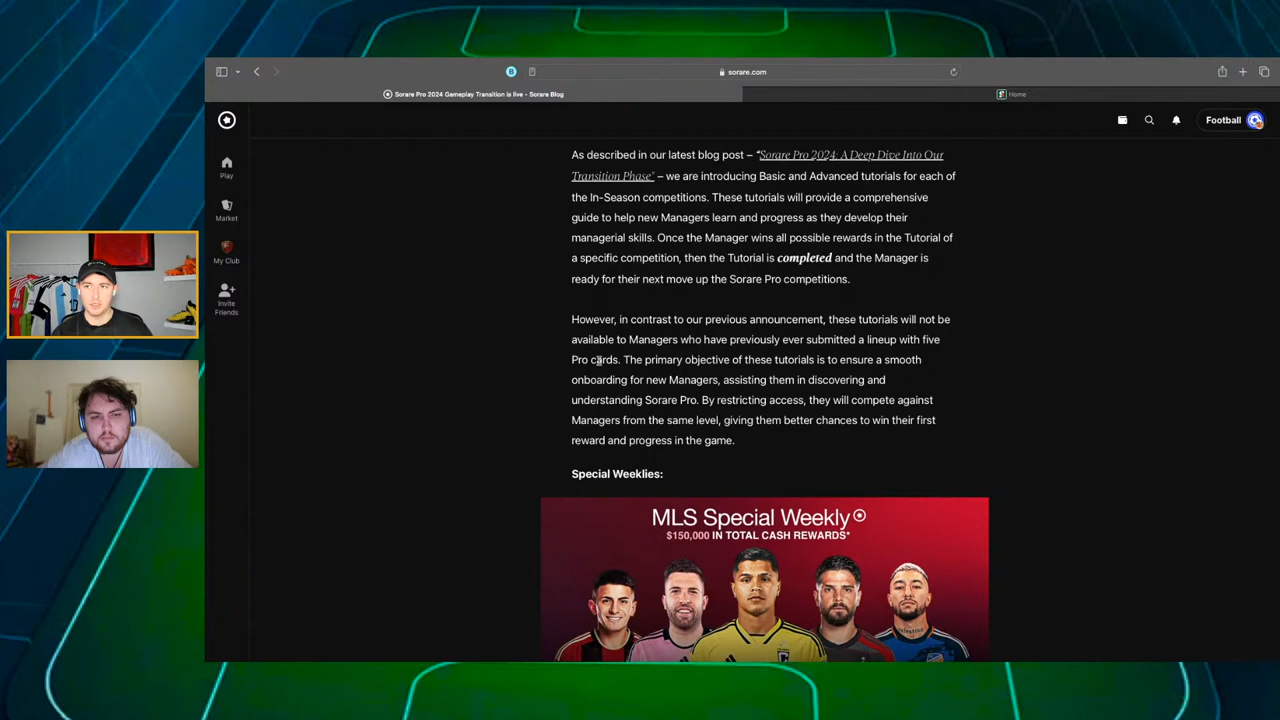 sorare.com
Sorare Pro 2024 Gameplay Transition is live - Sorare Blog
Home
Football
Play
Market
My Club
Invite
Friends
As described in our latest blog post – "Sorare Pro 2024: A Deep Dive Into Our
Transition Phase" – we are introducing Basic and Advanced tutorials for each of
the In-Season competitions. These tutorials will provide a comprehensive
guide to help new Managers learn and progress as they develop their
managerial skills. Once the Manager wins all possible rewards in the Tutorial of
a specific competition, then the Tutorial is completed and the Manager is
ready for their next move up the Sorare Pro competitions.
However, in contrast to our previous announcement, these tutorials will not be
available to Managers who have previously ever submitted a lineup with five
Pro cards. The primary objective of these tutorials is to ensure a smooth
onboarding for new Managers, assisting them in discovering and
understanding Sorare Pro. By restricting access, they will compete against
Managers from the same level, giving them better chances to win their first
reward and progress in the game.
Special Weeklies:
MLS Special Weekly
$150,000 IN TOTAL CASH REWARDS*